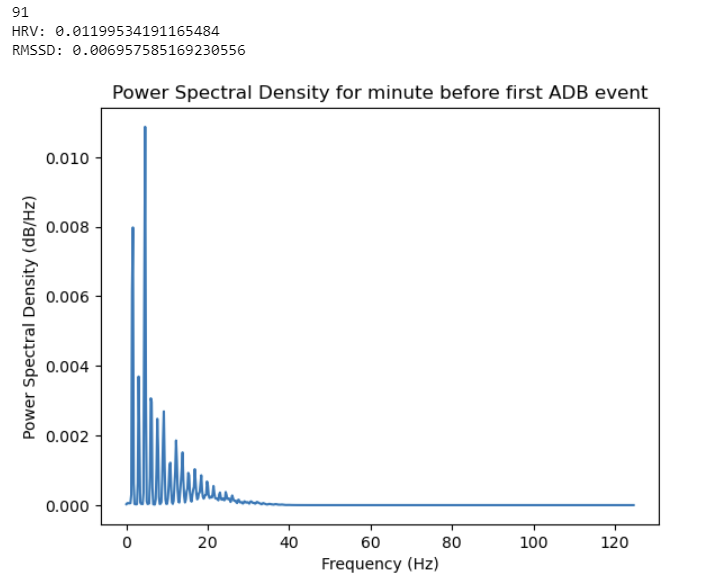 91
HRV: 0.01199534191165484
RMSSD: 0.006957585169230556
Power Spectral Density for minute before first ADB event
Power Spectral Density (dB/Hz)
0.010
0.008
0.006
0.004
0.002
0.000
0 20 40 60 80 100 120
Frequency (Hz)